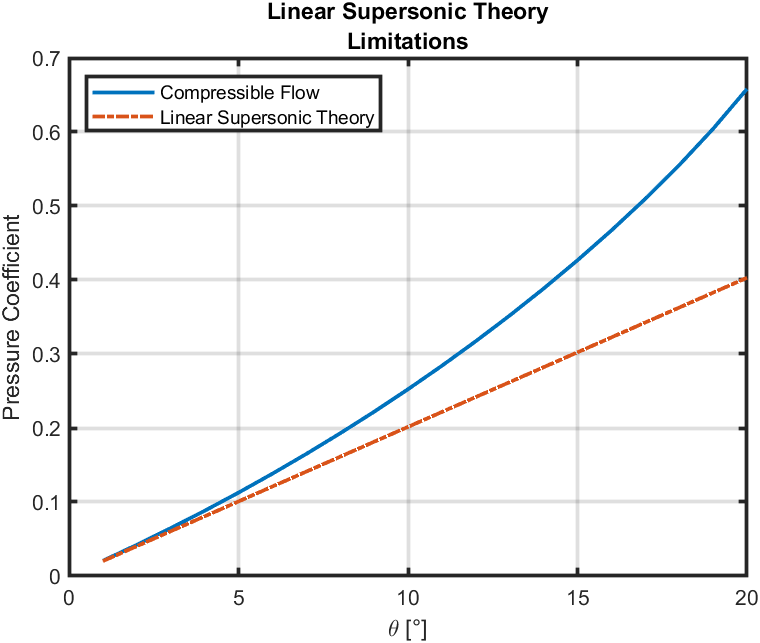 Linear Supersonic Theory
Limitations
Compressible Flow
Linear Supersonic Theory
Pressure Coefficient
0.7
0.6
0.5
0.4
0.3
0.2
0.1
0
0 5 10 15 20
θ [°]